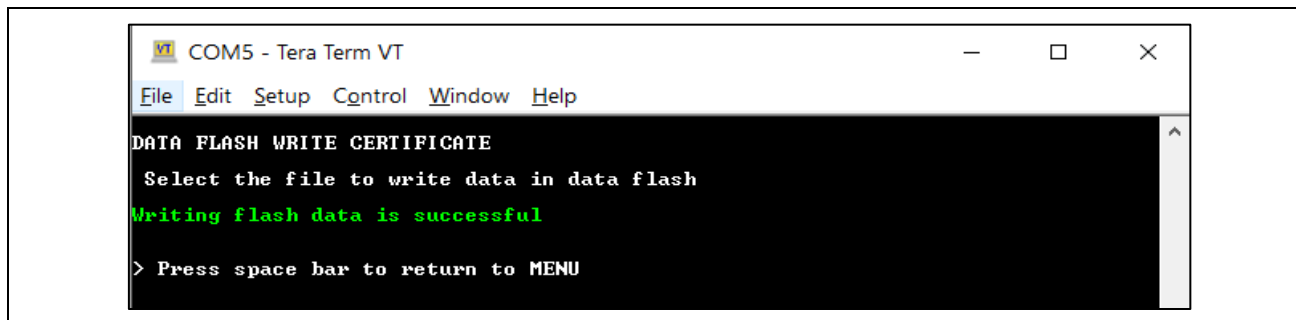 VT COM5 - Tera Term VT
File Edit Setup Control Window Help
DATA FLASH WRITE CERTIFICATE
Select the file to write data in data flash
Writing flash data is successful
> Press space bar to return to MENU